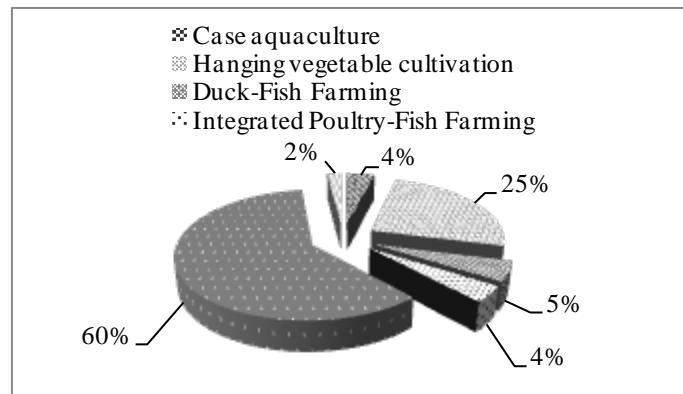 Case aquaculture
Hanging vegetable cultivation
Duck-Fish Farming
Integrated Poultry-Fish Farming
2%
4%
25%
5%
4%
60%